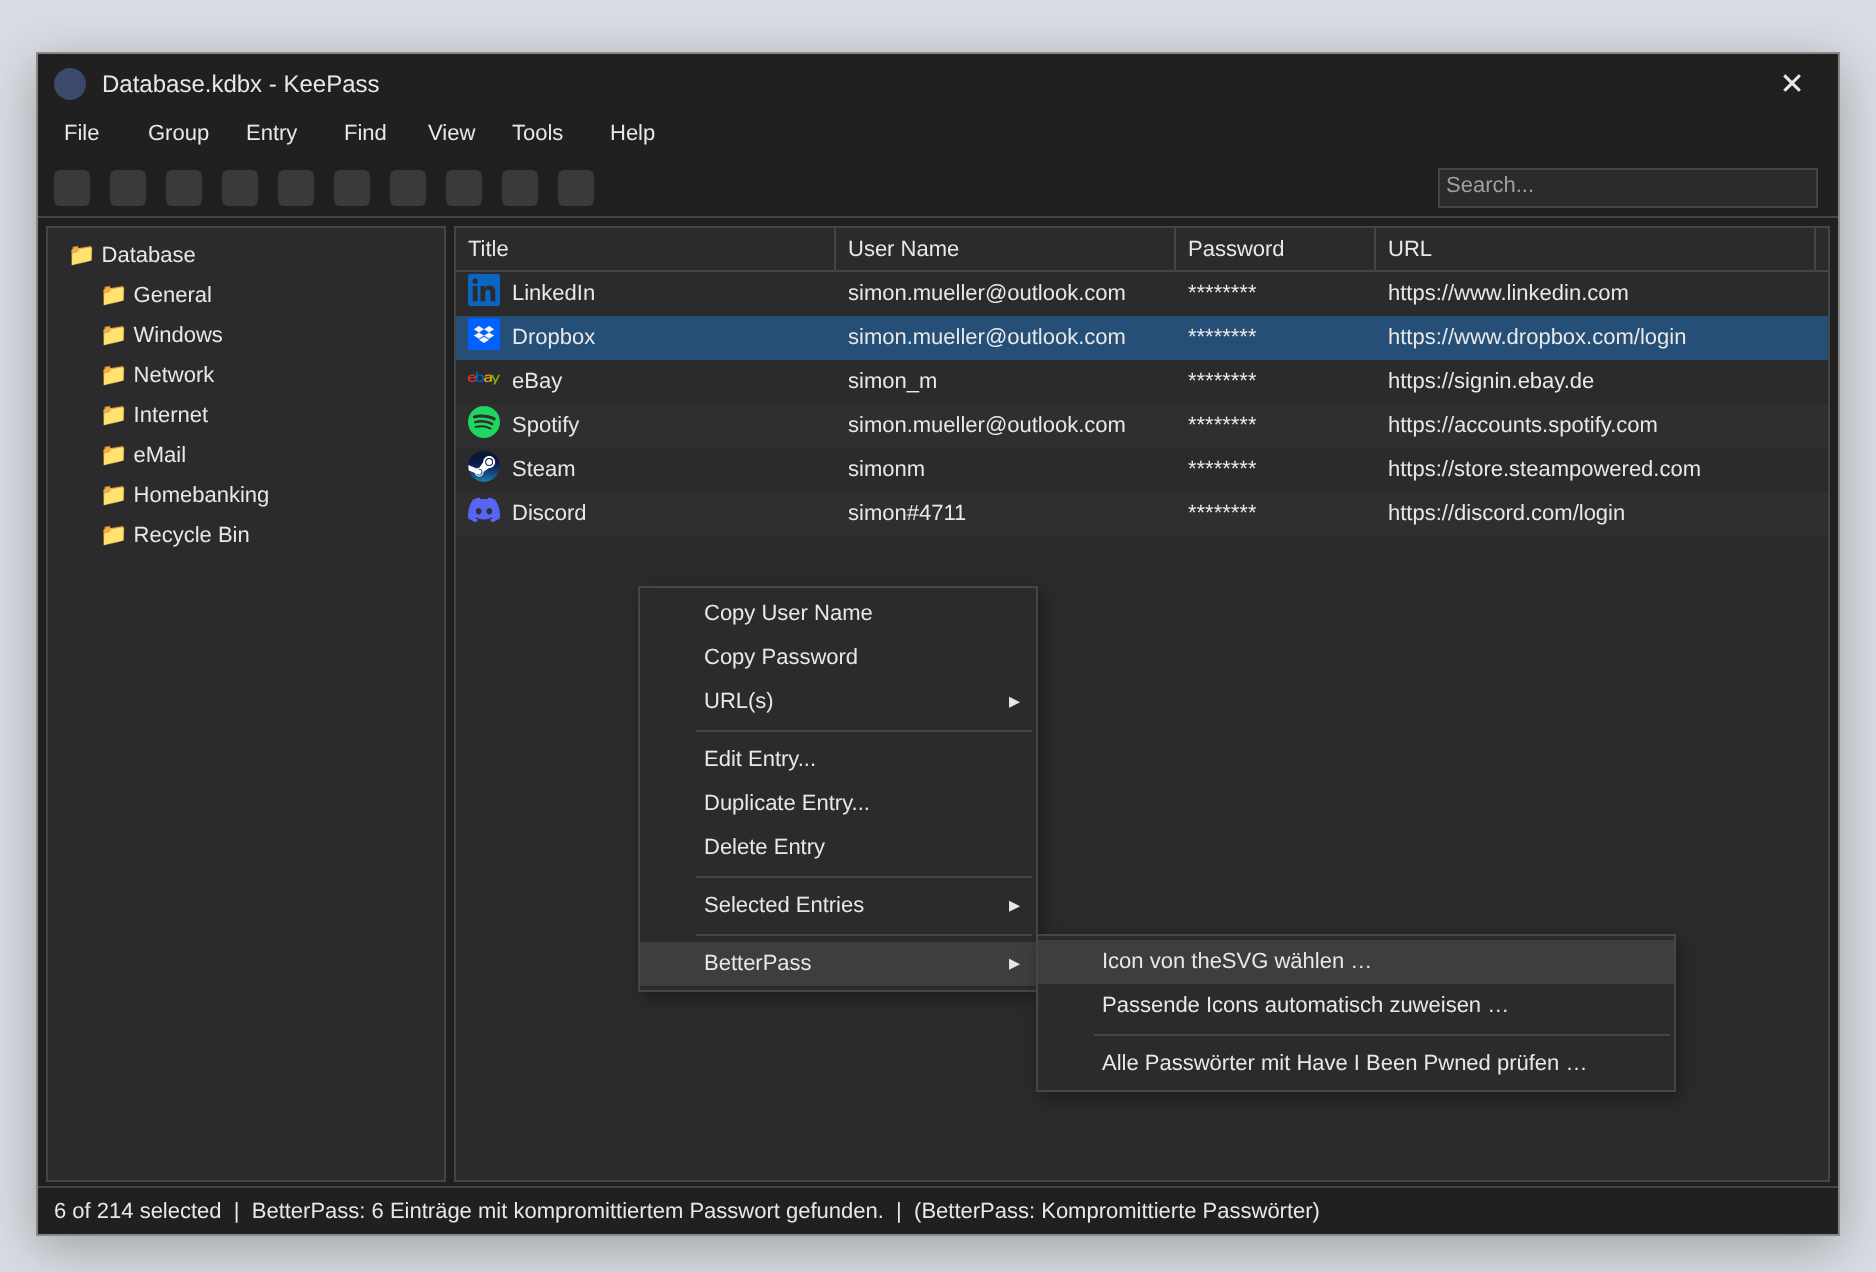 Database.kdbx - KeePass ✕
File Group Entry Find View Tools Help
Search...
Database
General
Windows
Network
Internet
eMail
Homebanking
Recycle Bin
Title User Name Password URL
LinkedIn simon.mueller@outlook.com ******** https://www.linkedin.com
Dropbox simon.mueller@outlook.com ******** https://www.dropbox.com/login
ebay eBay simon_m ******** https://signin.ebay.de
Spotify simon.mueller@outlook.com ******** https://accounts.spotify.com
Steam simonm ******** https://store.steampowered.com
Discord simon#4711 ******** https://discord.com/login
Copy User Name
Copy Password
URL(s)
Edit Entry...
Duplicate Entry...
Delete Entry
Selected Entries
BetterPass
Icon von theSVG wählen …
Passende Icons automatisch zuweisen …
Alle Passwörter mit Have I Been Pwned prüfen …
6 of 214 selected | BetterPass: 6 Einträge mit kompromittiertem Passwort gefunden. | (BetterPass: Kompromittierte Passwörter)